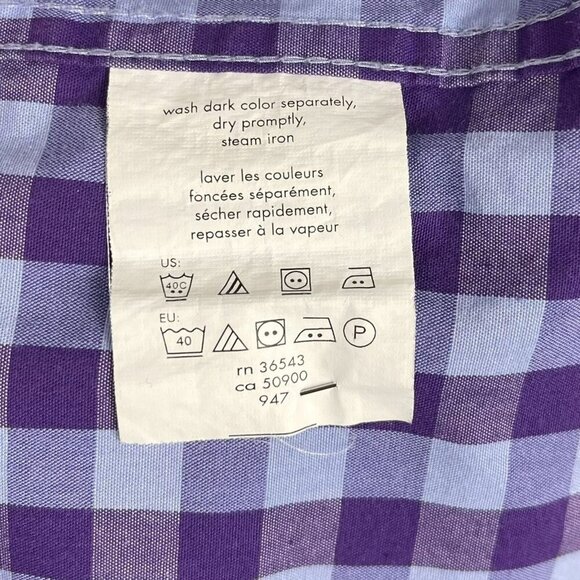 wash dark color separately,
dry promptly,
steam iron
laver les couleurs
foncées séparément,
sécher rapidement,
repasser à la vapeur
US:
40C
EU:
40 P
rn 36543
ca 50900
947